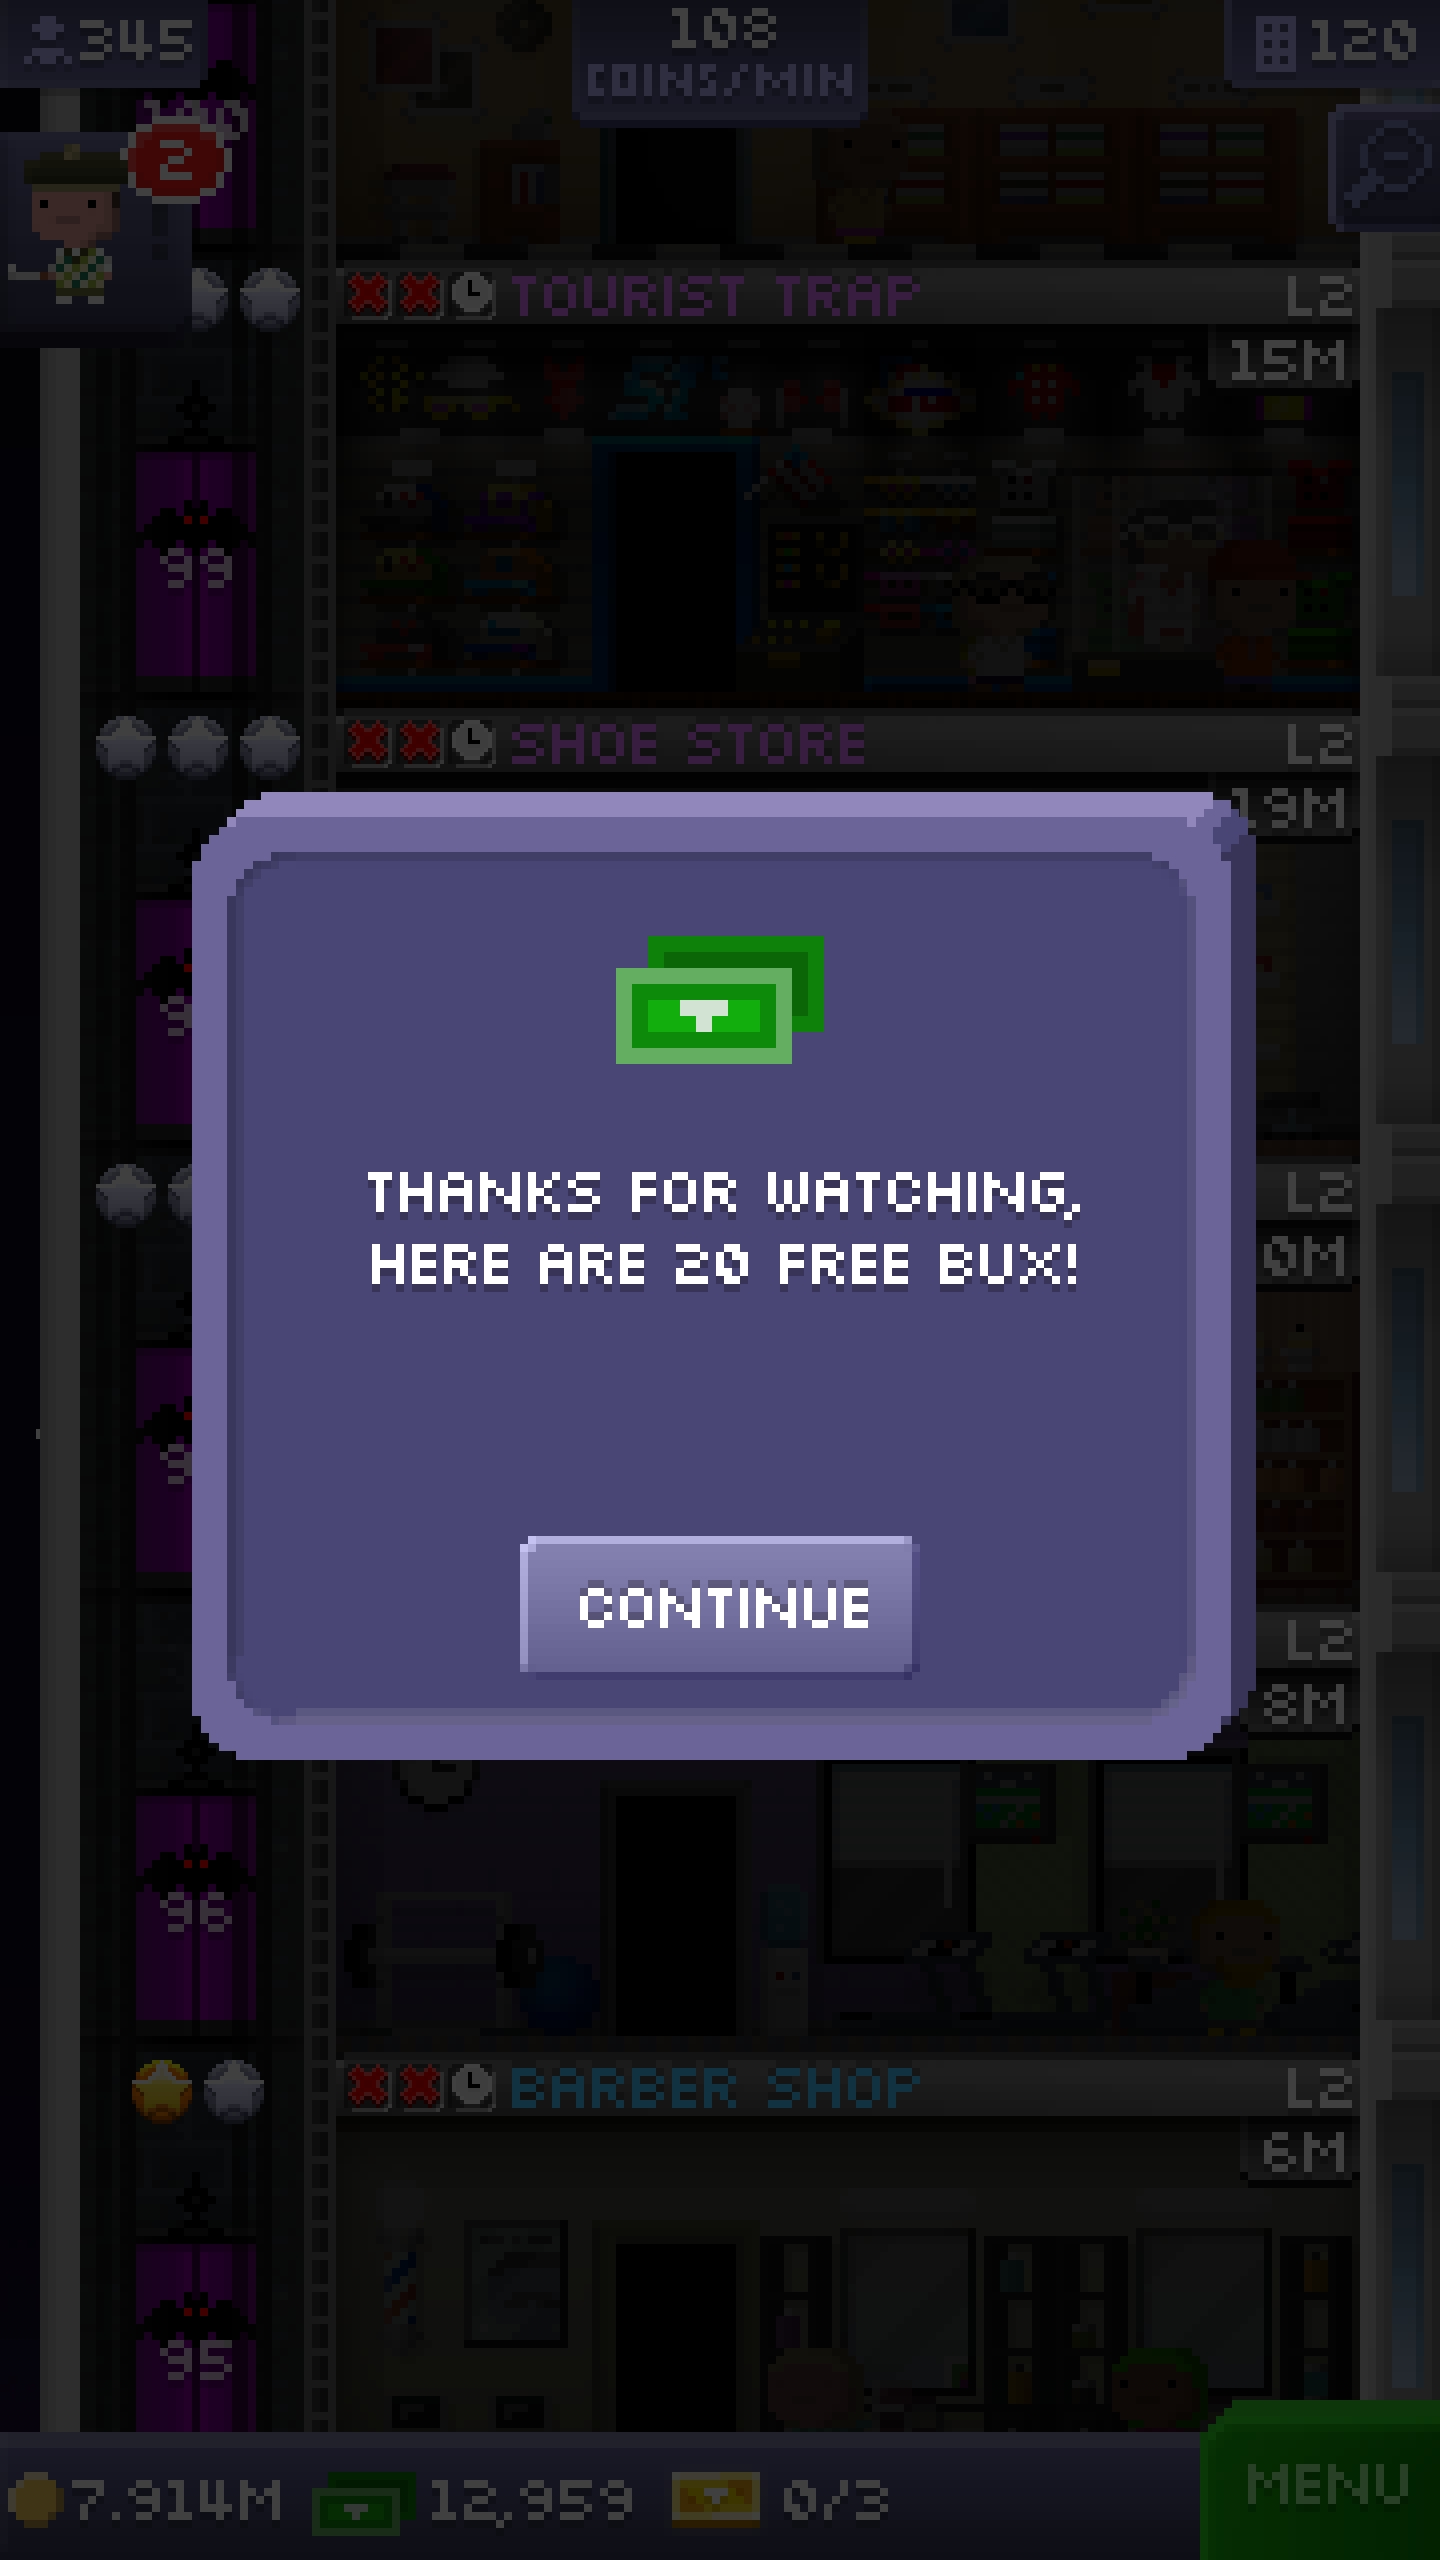 345
108
COINS/MIN
120
2
TOURIST TRAP L2
15M
99
SHOE STORE L2
19M
THANKS FOR WATCHING,
HERE ARE 20 FREE BUX!
L2
0M
CONTINUE
L2
8M
96
BARBER SHOP L2
6M
95
7.914M 12,959 0/3 MENU